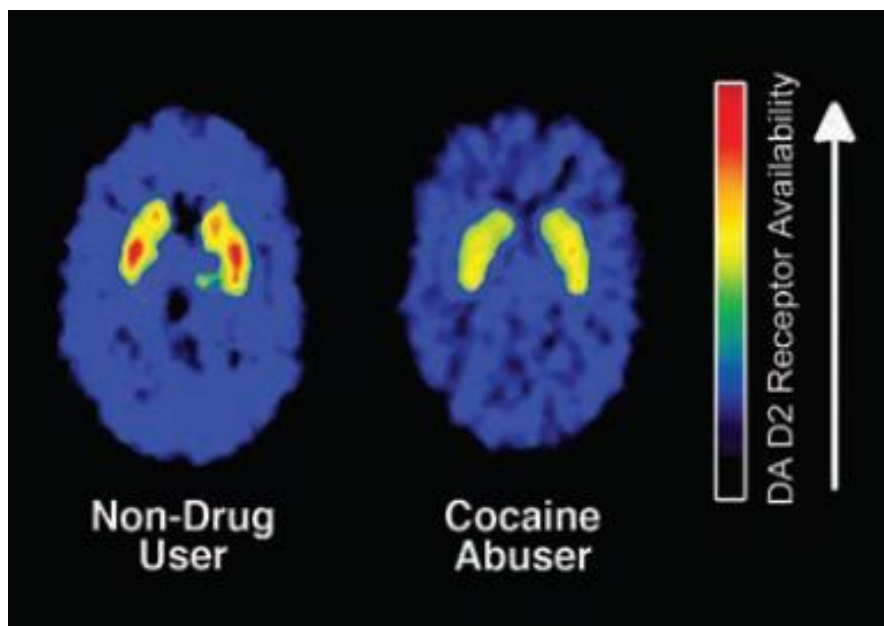 Non-Drug
User
Cocaine
Abuser
DA D2 Receptor Availability